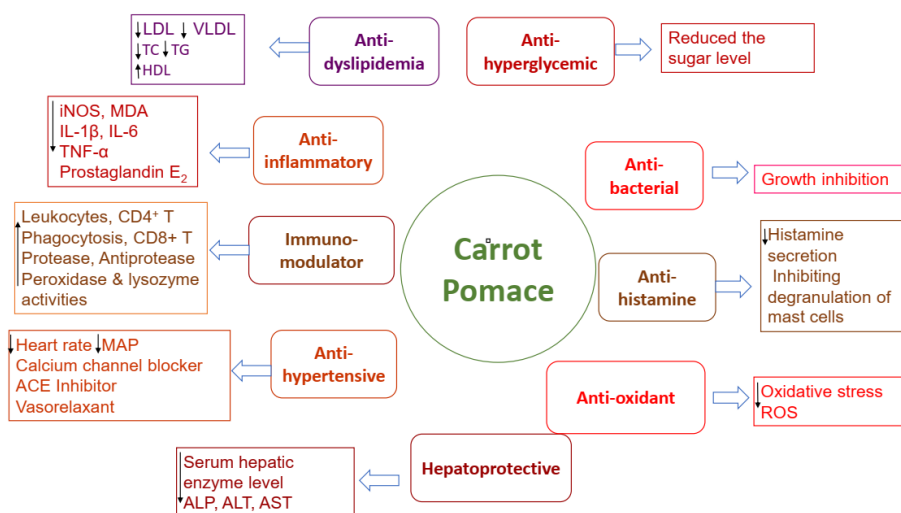 ↓LDL ↓ VLDL
↓TC ↓TG
↑HDL
Anti-
dyslipidemia
Anti-
hyperglycemic
Reduced the
sugar level
iNOS, MDA
IL-1β, IL-6
TNF-α
Prostaglandin E₂
Anti-
inflammatory
Anti-
bacterial
Growth inhibition
Leukocytes, CD4⁺ T
Phagocytosis, CD8+ T
Protease, Antiprotease
Peroxidase & lysozyme
activities
Immuno-
modulator
Carrot
Pomace
Anti-
histamine
↓Histamine
secretion
Inhibiting
degranulation of
mast cells
↓Heart rate ↓MAP
Calcium channel blocker
ACE Inhibitor
Vasorelaxant
Anti-
hypertensive
Anti-oxidant
Oxidative stress
ROS
Serum hepatic
enzyme level
ALP, ALT, AST
Hepatoprotective